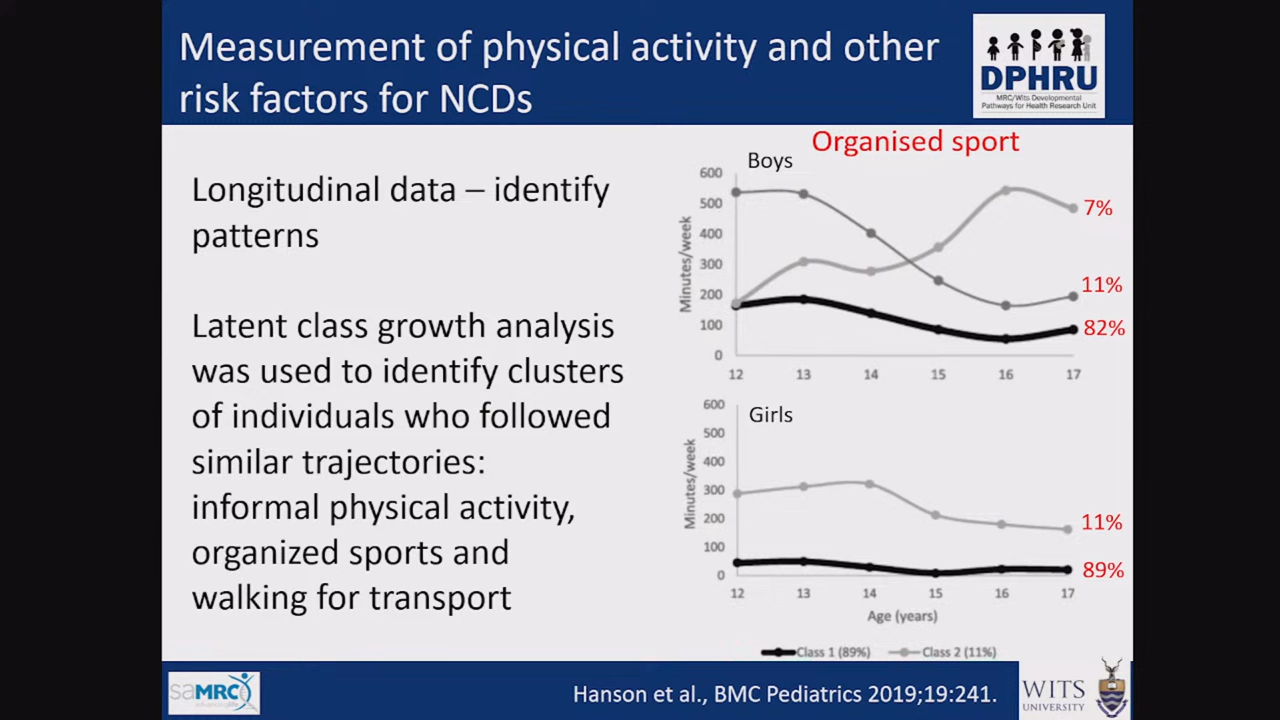 Measurement of physical activity and other
risk factors for NCDs
DPHRU
MRC/Wits Developmental
Pathways for Health Research Unit
Longitudinal data – identify
patterns
Latent class growth analysis
was used to identify clusters
of individuals who followed
similar trajectories:
informal physical activity,
organized sports and
walking for transport
Organised sport
Boys
Minutes/week
600
500
400
300
200
100
0
12 13 14 15 16 17
7%
11%
82%
Girls
Minutes/week
600
500
400
300
200
100
0
12 13 14 15 16 17
Age (years)
11%
89%
Class 1 (89%) Class 2 (11%)
saMRC
advancing life
Hanson et al., BMC Pediatrics 2019;19:241.
WITS
UNIVERSITY